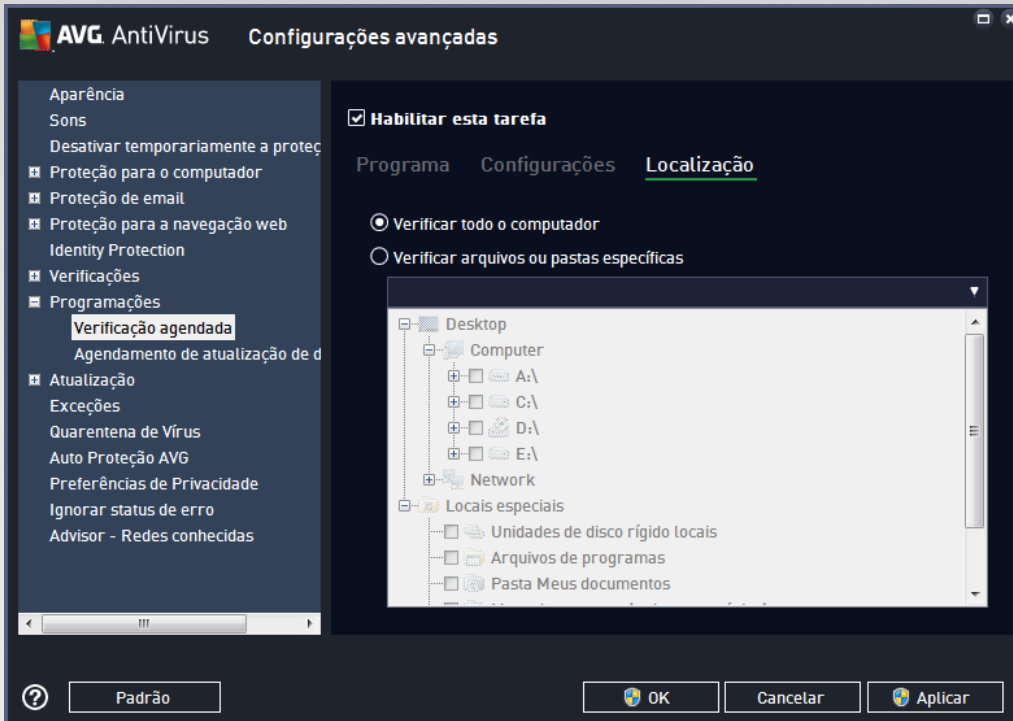 AVG. AntiVirus Configurações avançadas
Aparência
Sons
Desativar temporariamente a proteç
Proteção para o computador
Proteção de email
Proteção para a navegação web
Identity Protection
Verificações
Programações
Verificação agendada
Agendamento de atualização de d
Atualização
Exceções
Quarentena de Vírus
Auto Proteção AVG
Preferências de Privacidade
Ignorar status de erro
Advisor - Redes conhecidas
Habilitar esta tarefa
Programa Configurações Localização
Verificar todo o computador
Verificar arquivos ou pastas específicas
Desktop
Computer
A:\
C:\
D:\
E:\
Network
Locais especiais
Unidades de disco rígido locais
Arquivos de programas
Pasta Meus documentos
? Padrão OK Cancelar Aplicar